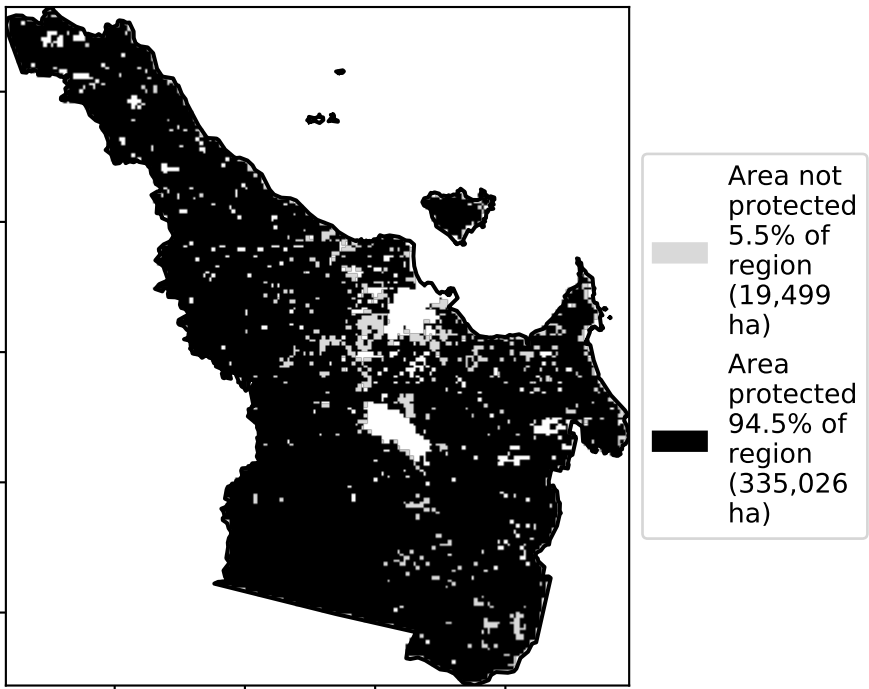 Area not
protected
5.5% of
region
(19,499
ha)
Area
protected
94.5% of
region
(335,026
ha)